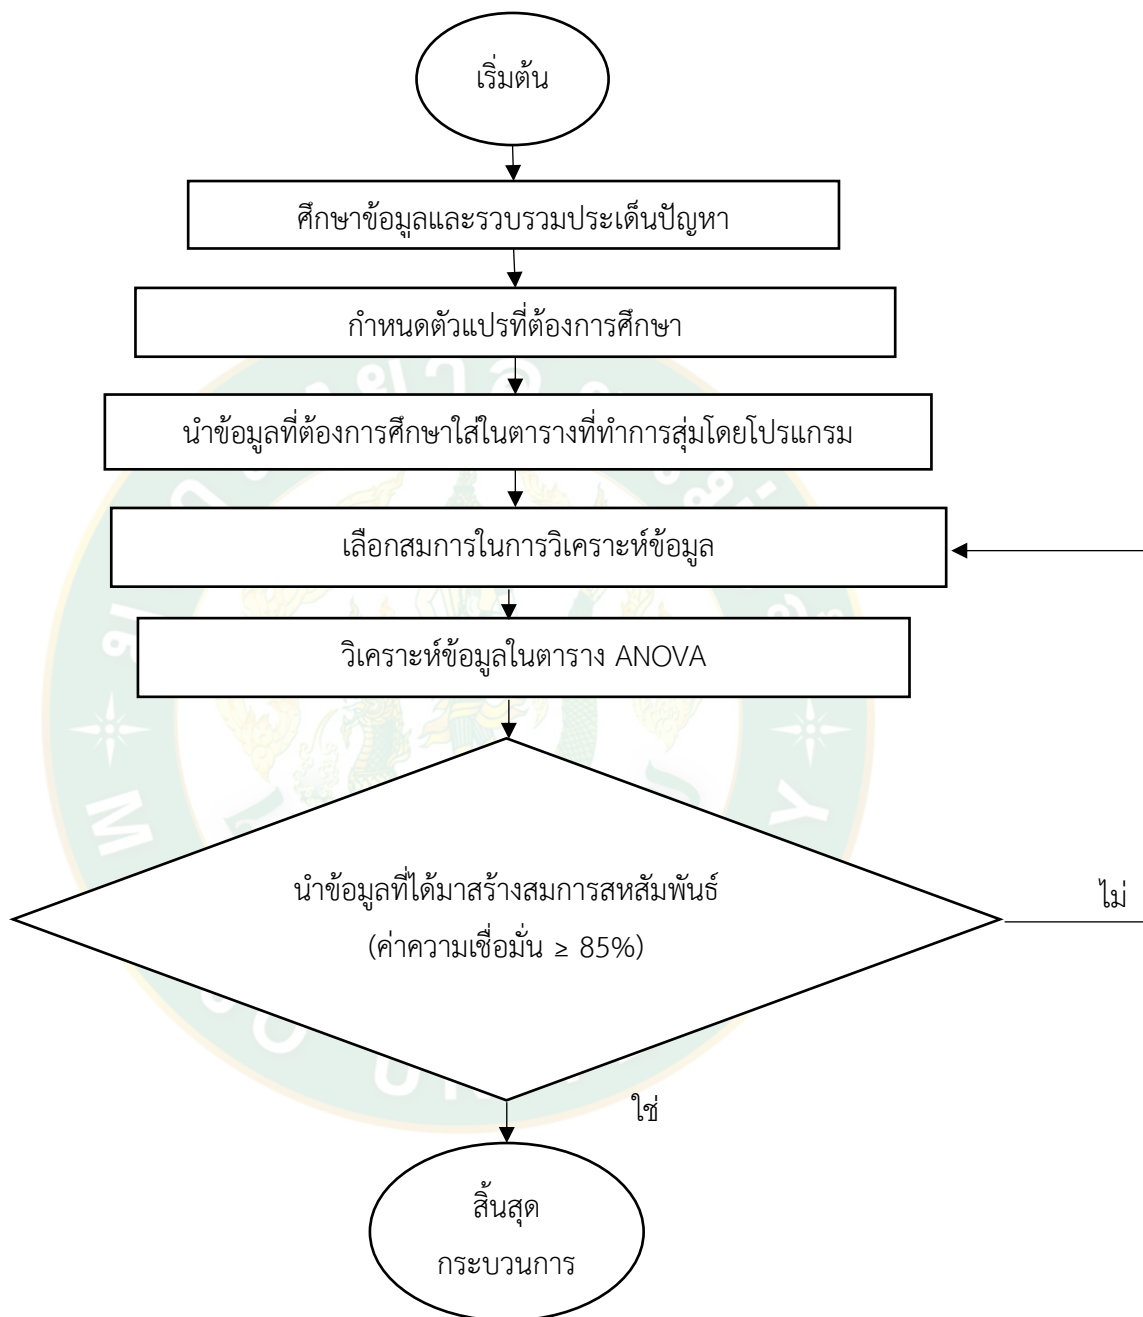 เริ่มต้น
ศึกษาข้อมูลและรวบรวมประเด็นปัญหา
กำหนดตัวแปรที่ต้องการศึกษา
นำข้อมูลที่ต้องการศึกษาใส่ในตารางที่ทำการสุ่มโดยโปรแกรม
เลือกสมการในการวิเคราะห์ข้อมูล
วิเคราะห์ข้อมูลในตาราง ANOVA
นำข้อมูลที่ได้มาสร้างสมการสหสัมพันธ์
(ค่าความเชื่อมั่น ≥ 85%)
ไม่
ใช่
สิ้นสุด
กระบวนการ